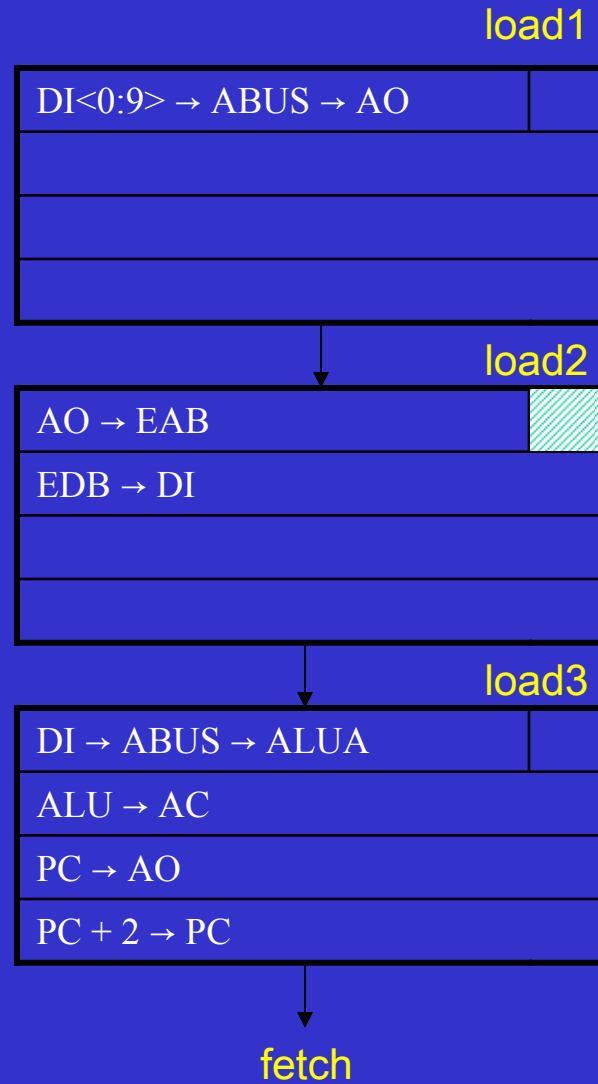 load1
DI<0:9> → ABUS → AO
load2
AO → EAB
EDB → DI
load3
DI → ABUS → ALUA
ALU → AC
PC → AO
PC + 2 → PC
fetch